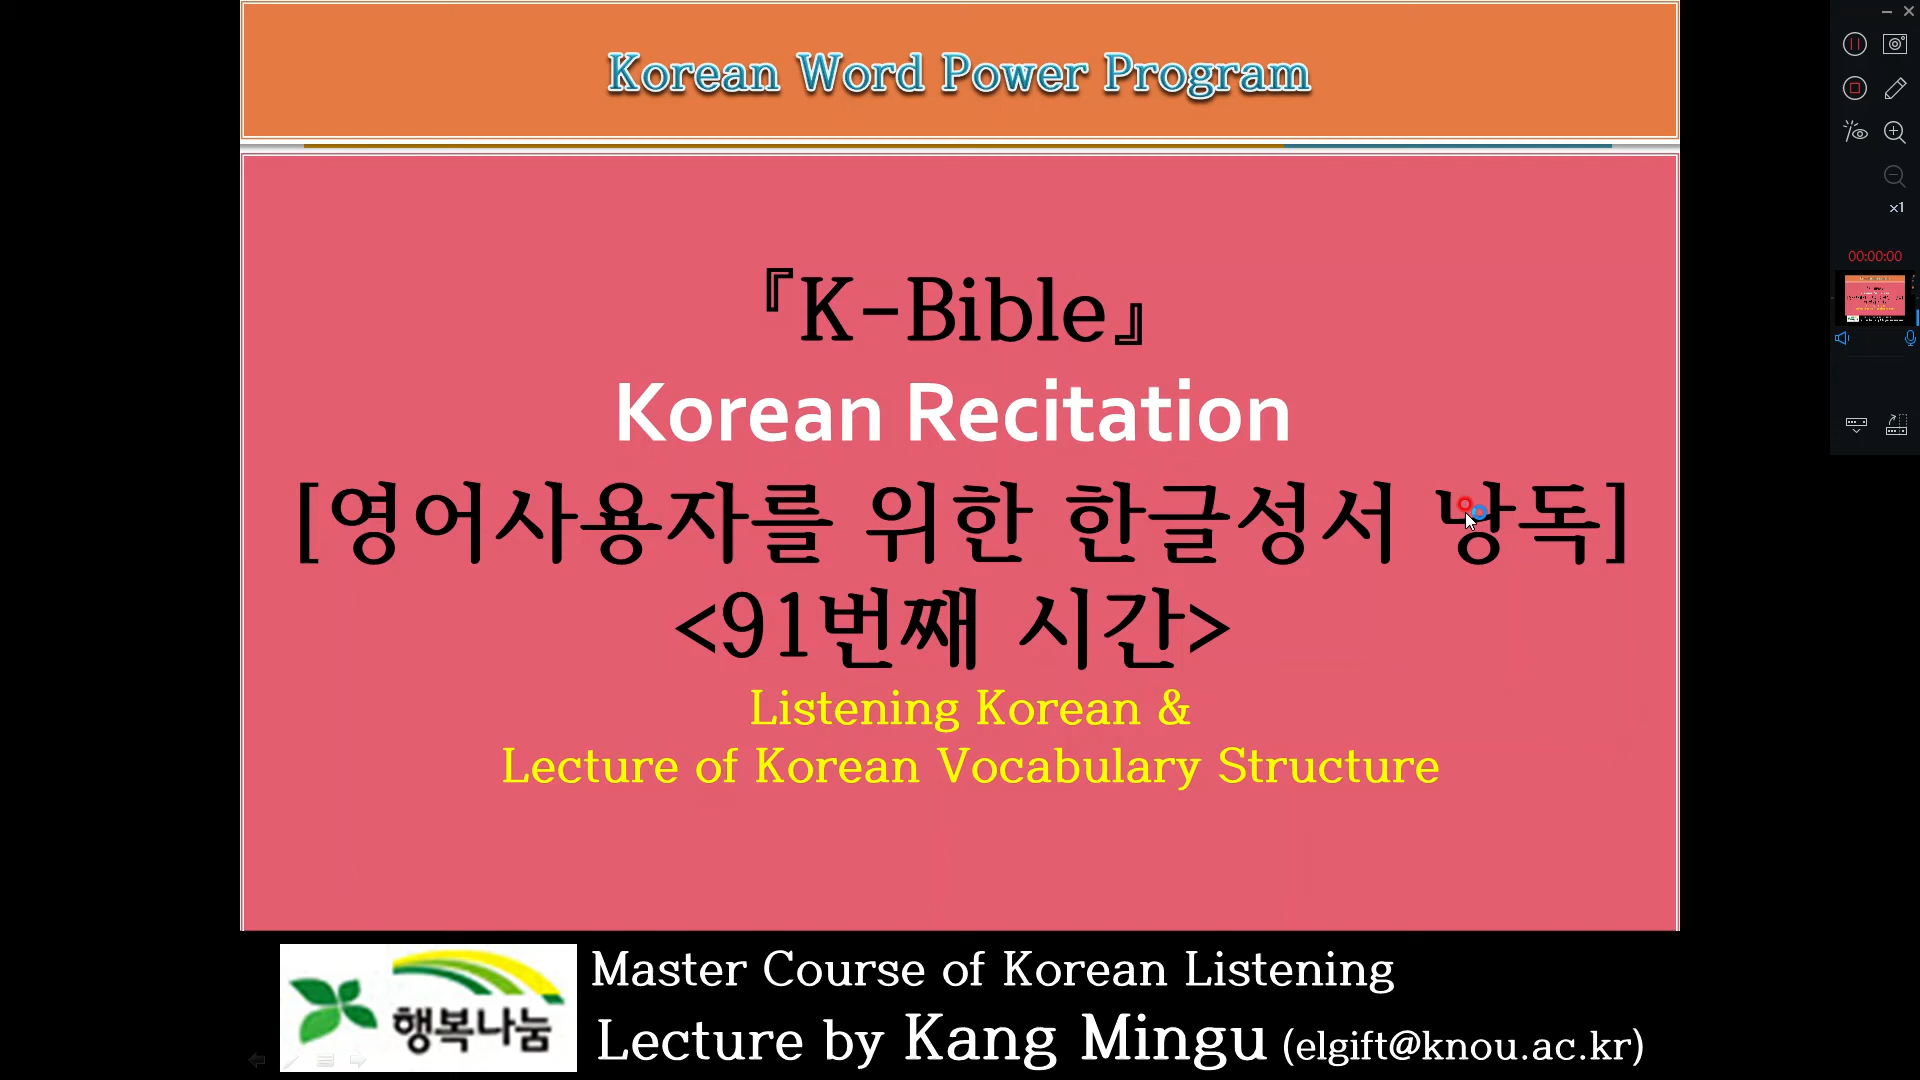 Korean Word Power Program
『K-Bible』
Korean Recitation
[영어사용자를 위한 한글성서 낭독]
<91번째 시간>
Listening Korean &
Lecture of Korean Vocabulary Structure
행복나눔
Master Course of Korean Listening
Lecture by Kang Mingu (elgift@knou.ac.kr)
x1
00:00:00